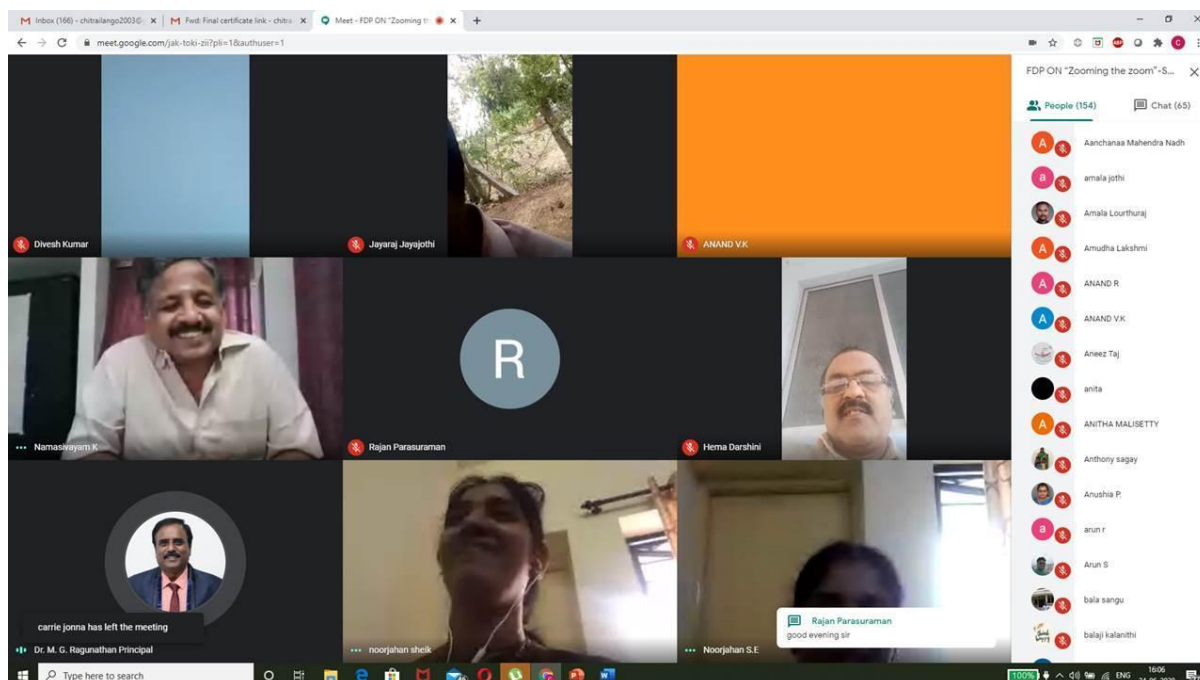 Inbox (166) - chitrailango2003@
Fwd: Final certificate link - chitra
Meet - FDP ON "Zooming th
meet.google.com/jak-toki-zii?pli=1&authuser=1
FDP ON "Zooming the zoom"-S...
People (154)
Chat (65)
Divesh Kumar
Jayaraj Jayajothi
ANAND V.K
Namasivayam K
R
Rajan Parasuraman
Hema Darshini
carrie jonna has left the meeting
Dr. M. G. Ragunathan Principal
noorjahan sheik
Noorjahan S.E
Rajan Parasuraman
good evening sir
A Aanchanaa Mahendra Nadh
a amala jothi
Amala Lourthuraj
A Amudha Lakshmi
A ANAND R
A ANAND V.K
Aneez Taj
anita
A ANITHA MALISETTY
Anthony sagay
Anushia P.
a arun r
Arun S
bala sangu
balaji kalanithi
Type here to search
100%
ENG
16:06